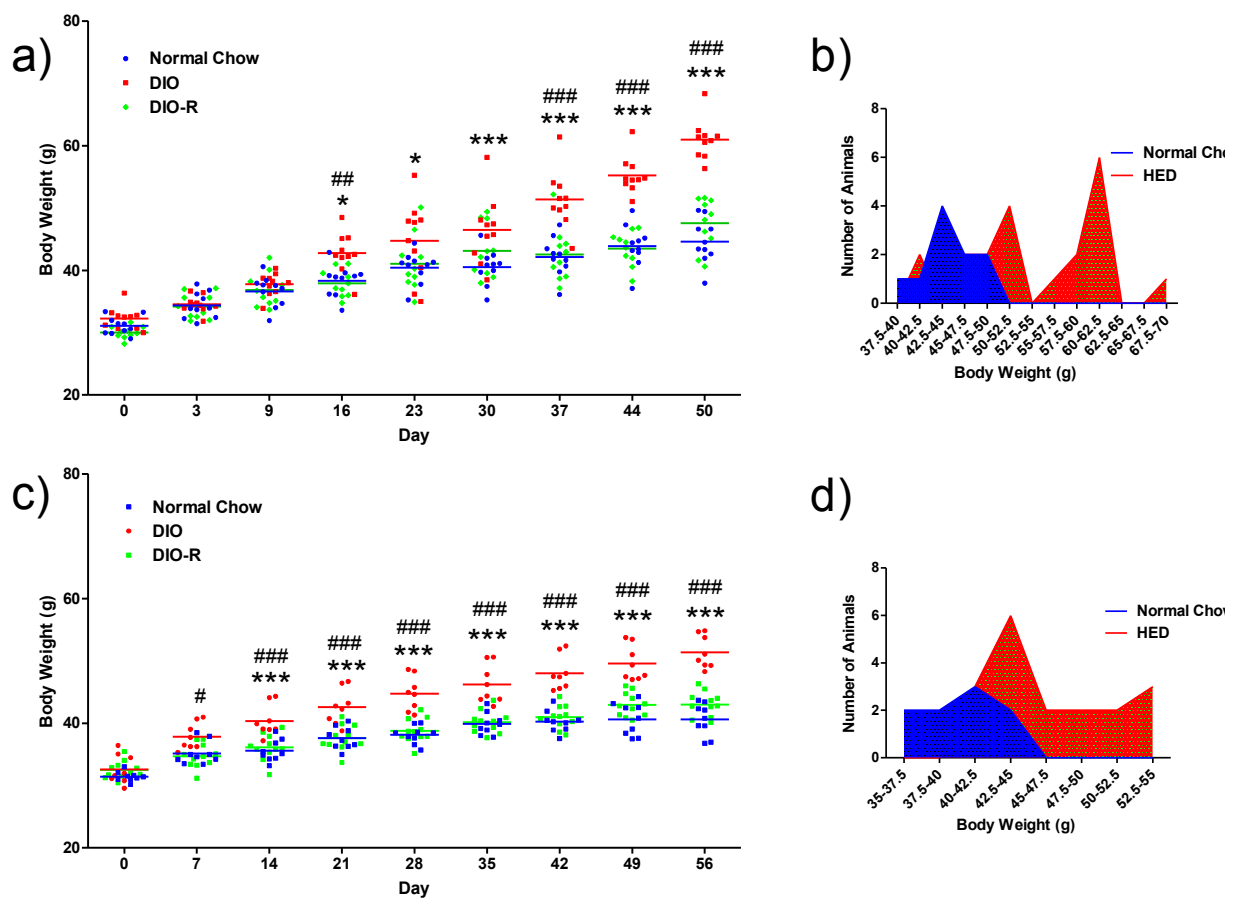 a)
80
60
40
20
Body Weight (g)
Normal Chow
DIO
DIO-R
##
*
*
***
###
***
###
***
###
***
0 3 9 16 23 30 37 44 50
Day
b)
8
6
4
2
0
Number of Animals
Normal Cho
HED
37.5-40 40-42.5 42.5-45 45-47.5 47.5-50 50-52.5 52.5-55 55-57.5 57.5-60 60-62.5 62.5-65 65-67.5 67.5-70
Body Weight (g)
c)
80
60
40
20
Body Weight (g)
Normal Chow
DIO
DIO-R
#
###
***
###
***
###
***
###
***
###
***
###
***
###
***
0 7 14 21 28 35 42 49 56
Day
d)
8
6
4
2
0
Number of Animals
Normal Chow
HED
35-37.5 37.5-40 40-42.5 42.5-45 45-47.5 47.5-50 50-52.5 52.5-55
Body Weight (g)